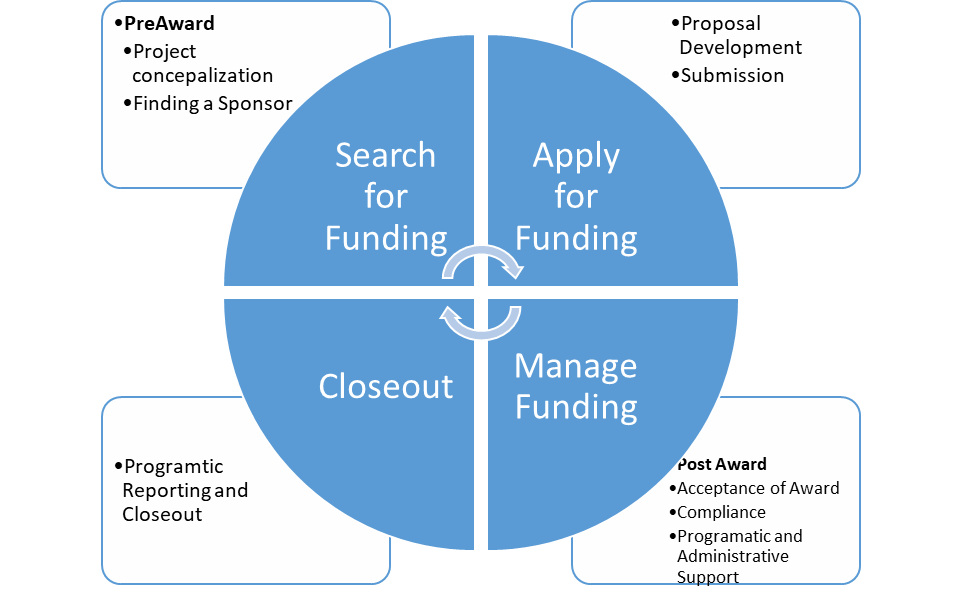 •PreAward
•Project
concepalization
•Finding a Sponsor
•Proposal
Development
•Submission
Search
for
Funding
Apply
for
Funding
Closeout
Manage
Funding
•Programtic
Reporting and
Closeout
Post Award
•Acceptance of Award
•Compliance
•Programatic and
Administrative
Support